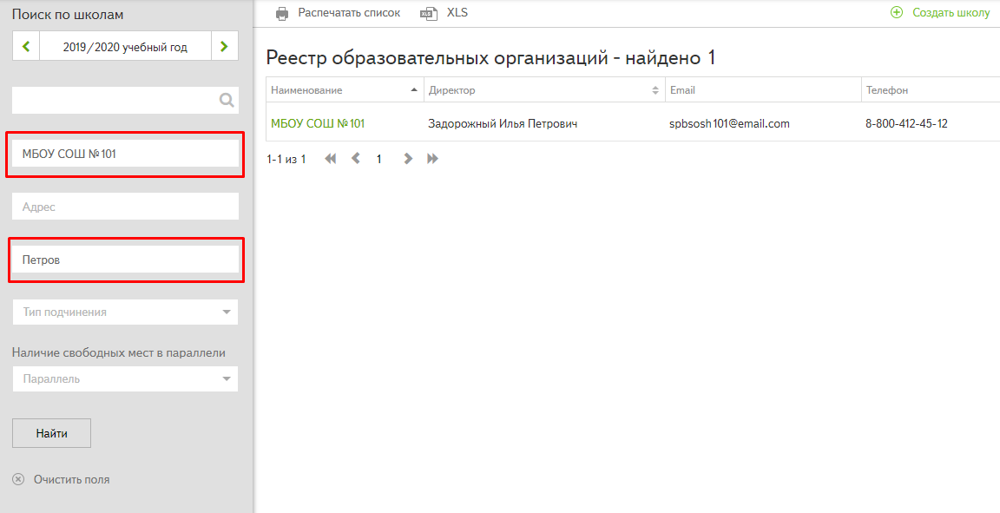 Поиск по школам
2019/2020 учебный год
МБОУ СОШ №101
Адрес
Петров
Тип подчинения
Наличие свободных мест в параллели
Параллель
Найти
Очистить поля
Распечатать список
XLS XLS
Создать школу
Реестр образовательных организаций - найдено 1
Наименование Директор Email Телефон
МБОУ СОШ №101 Задорожный Илья Петрович spbsosh101@email.com 8-800-412-45-12
1-1 из 1 1